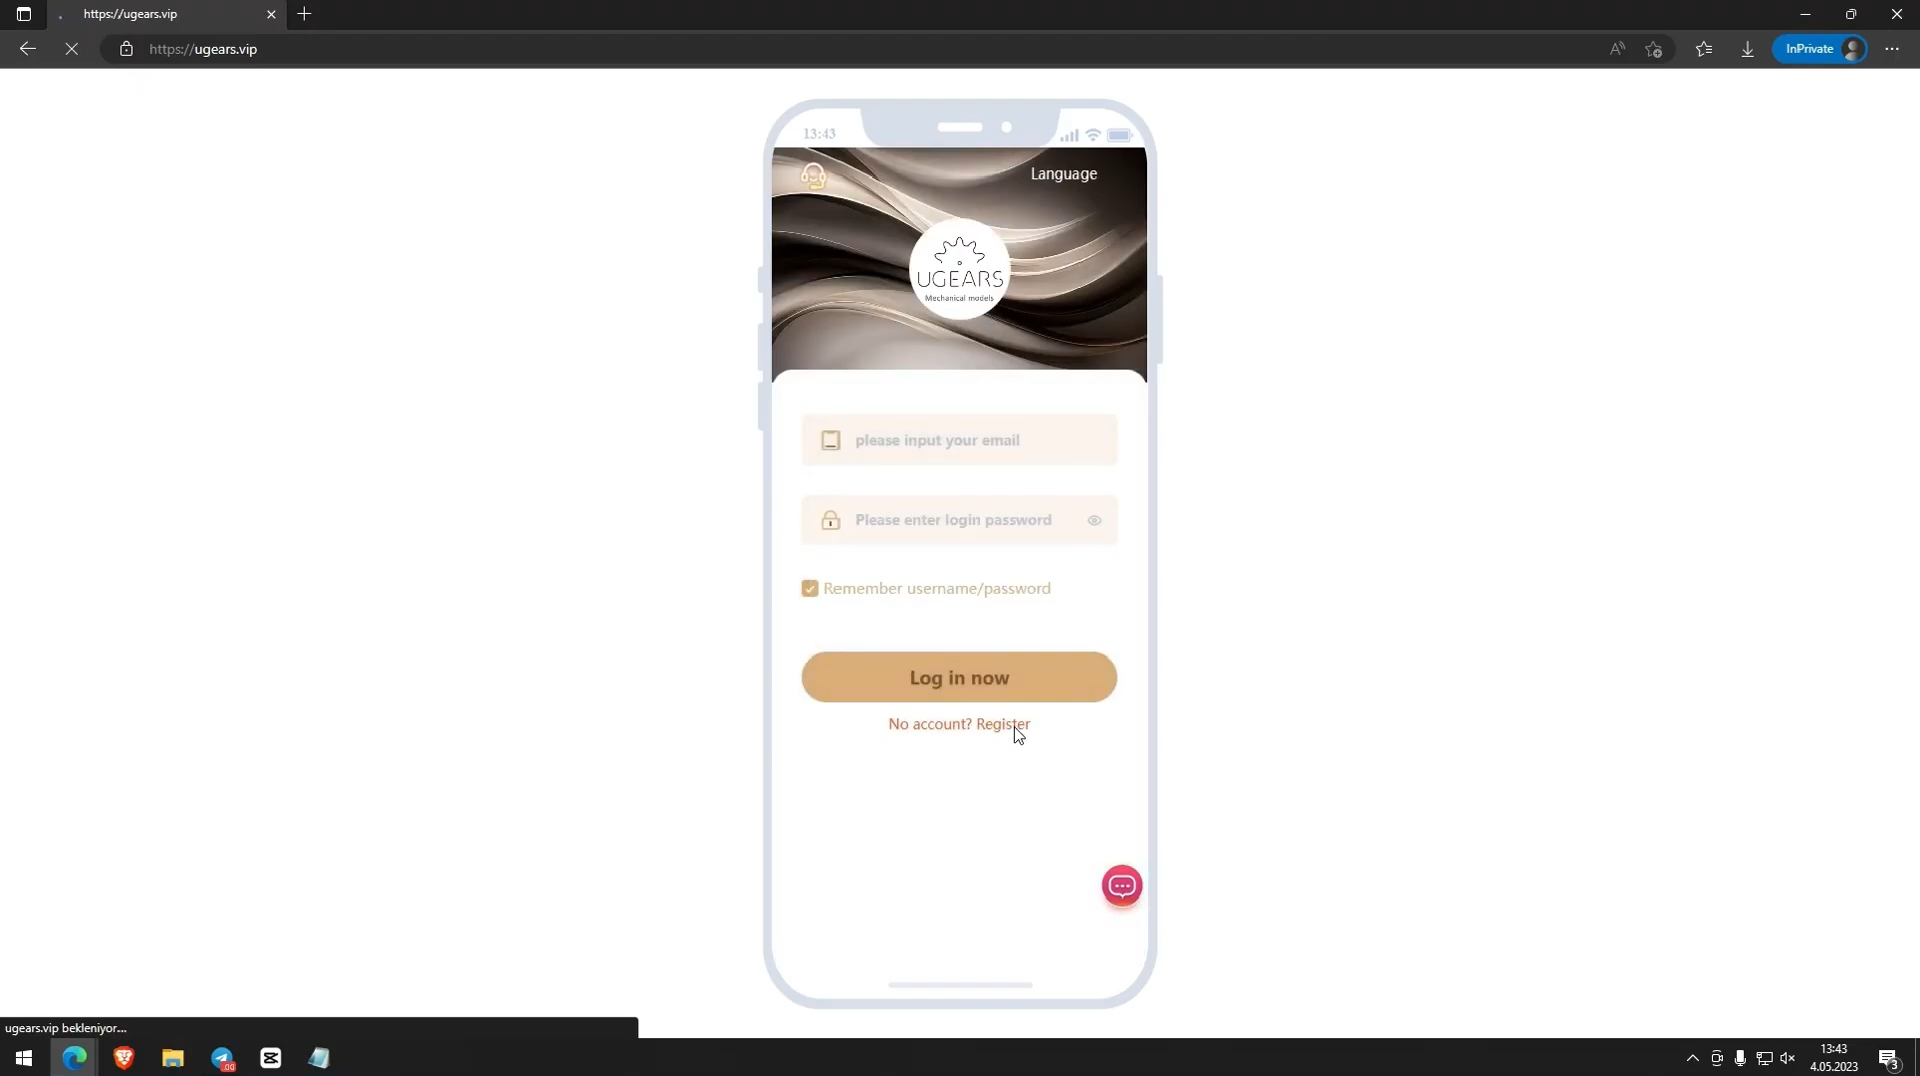 https://ugears.vip
https://ugears.vip
InPrivate
13:43
Language
UGEARS
Mechanical models
please input your email
Please enter login password
Remember username/password
Log in now
No account? Register
ugears.vip bekleniyor...
13:43
4.05.2023
3